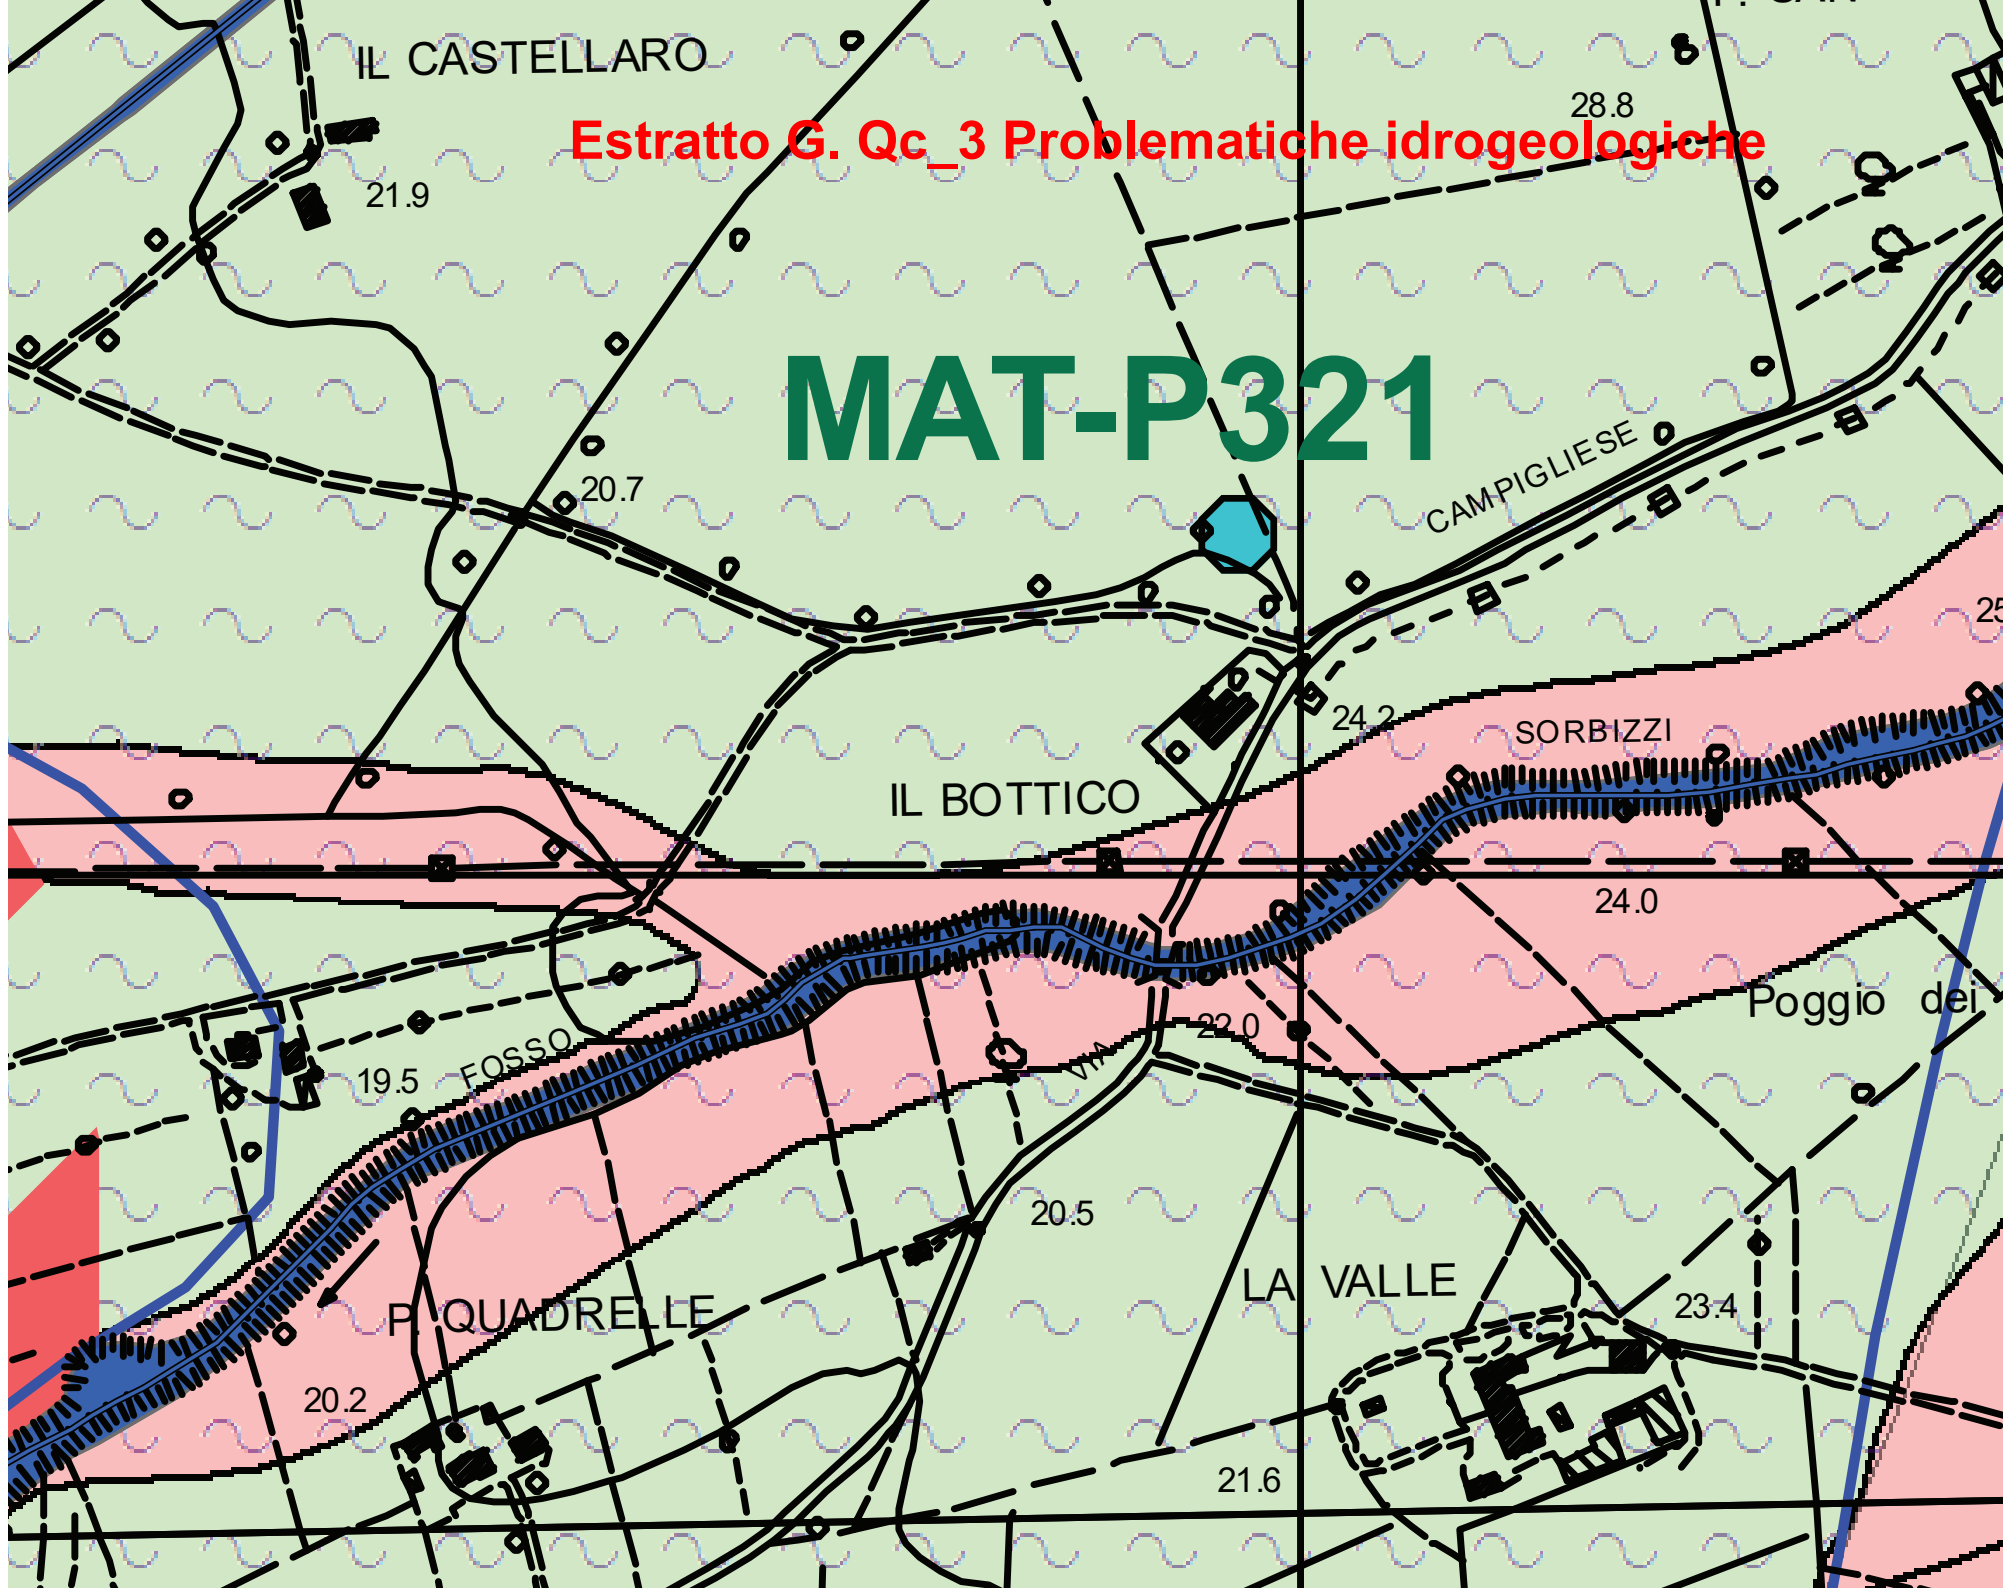 IL CASTELLARO
28.8
Estratto G. Qc_3 Problematiche idrogeologiche
21.9
MAT-P321
20.7
CAMPIGLIESE
24.2
SORBIZZI
IL BOTTICO
24.0
Poggio dei
22.0
FOSSO
VIA
19.5
20.5
LA VALLE
P. QUADRELLE
23.4
20.2
21.6